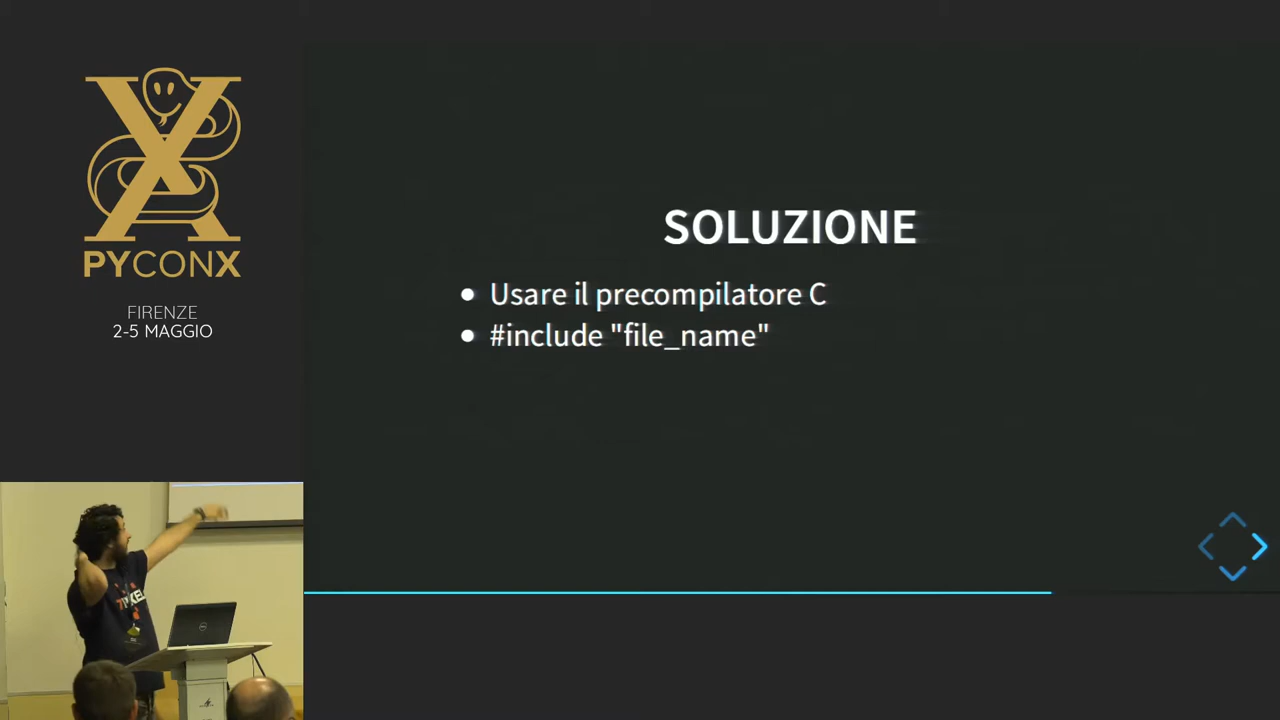 PYCONX
FIRENZE
2-5 MAGGIO
SOLUZIONE
Usare il precompilatore C
#include "file_name"